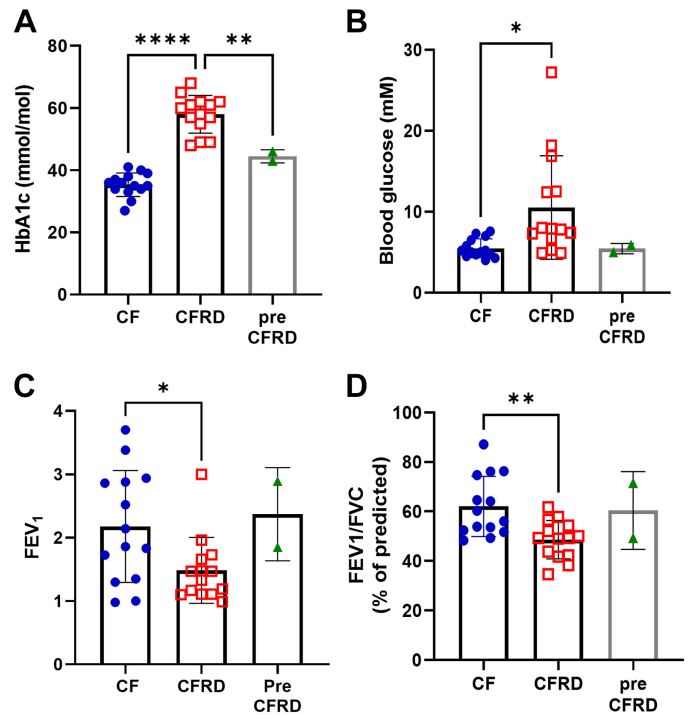 A
HbA1c (mmol/mol)
80
60
40
20
0
****
**
CF
CFRD
pre
CFRD
B
Blood glucose (mM)
30
20
10
0
*
CF
CFRD
pre
CFRD
C
FEV1
4
3
2
1
0
*
CF
CFRD
Pre
CFRD
D
FEV1/FVC
(% of predicted)
100
80
60
40
20
0
**
CF
CFRD
pre
CFRD